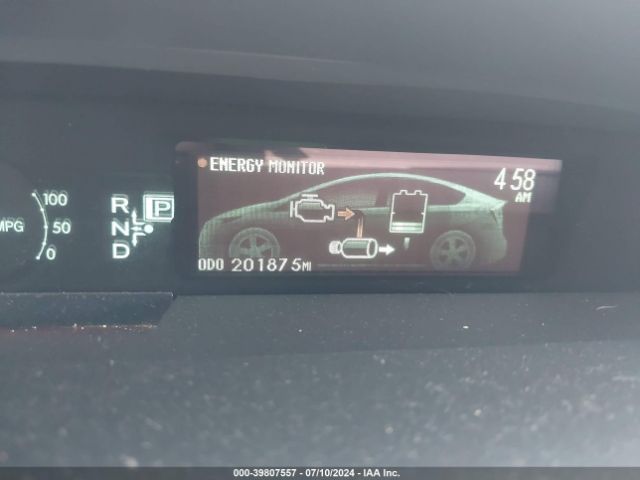 ENERGY MONITOR
4 58
AM
100
MPG
50
0
R
P
N
D
ODO 201875 MI
000-39807557 - 07/10/2024 - IAA Inc.